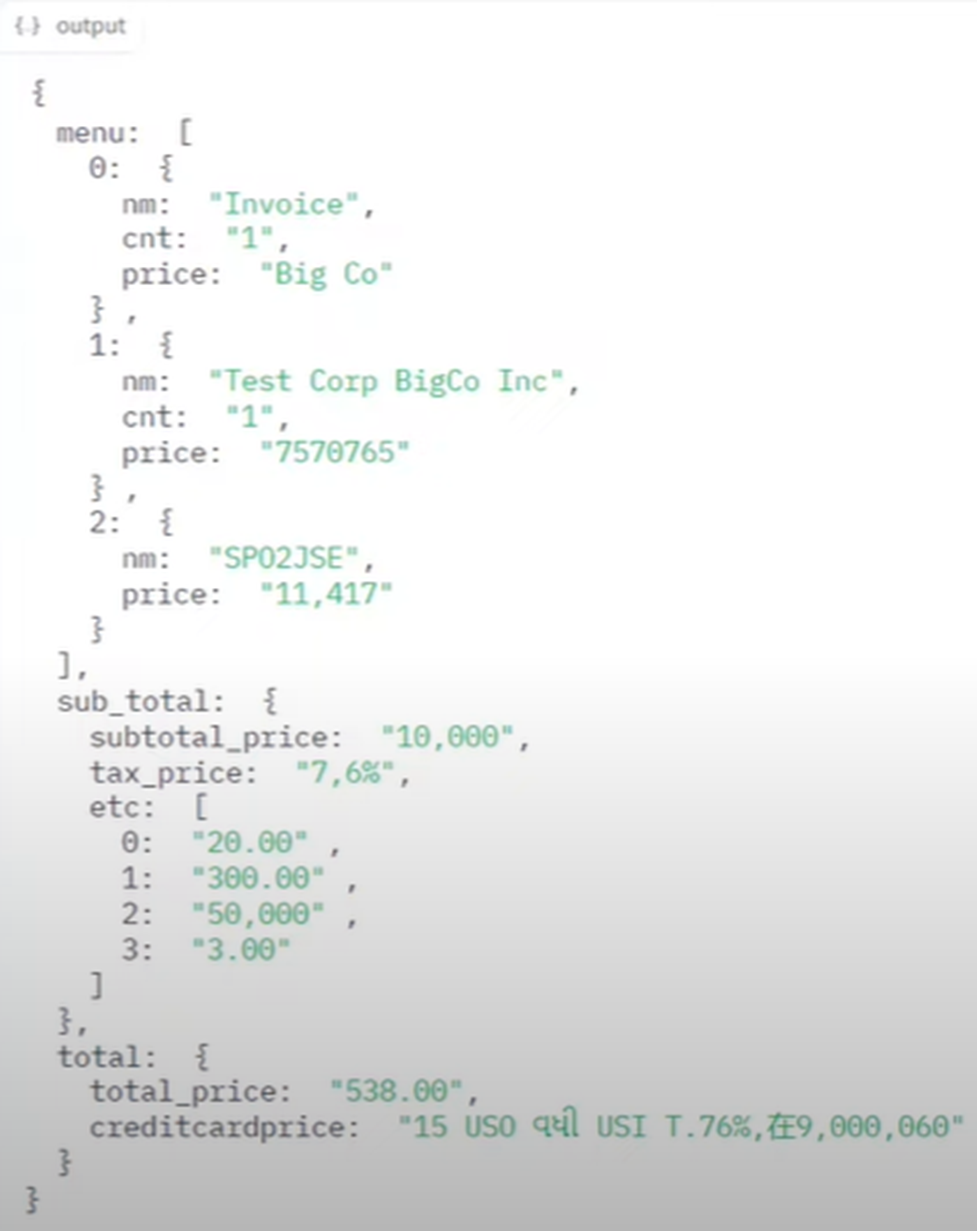 {} output
{
menu: [
0: {
nm: "Invoice",
cnt: "1",
price: "Big Co"
} ,
1: {
nm: "Test Corp BigCo Inc",
cnt: "1",
price: "7570765"
} ,
2: {
nm: "SPO2JSE",
price: "11,417"
}
],
sub_total: {
subtotal_price: "10,000",
tax_price: "7,6%",
etc: [
0: "20.00" ,
1: "300.00" ,
2: "50,000" ,
3: "3.00"
]
},
total: {
total_price: "538.00",
creditcardprice: "15 USO વધી USI T.76%,在9,000,060"
}
}